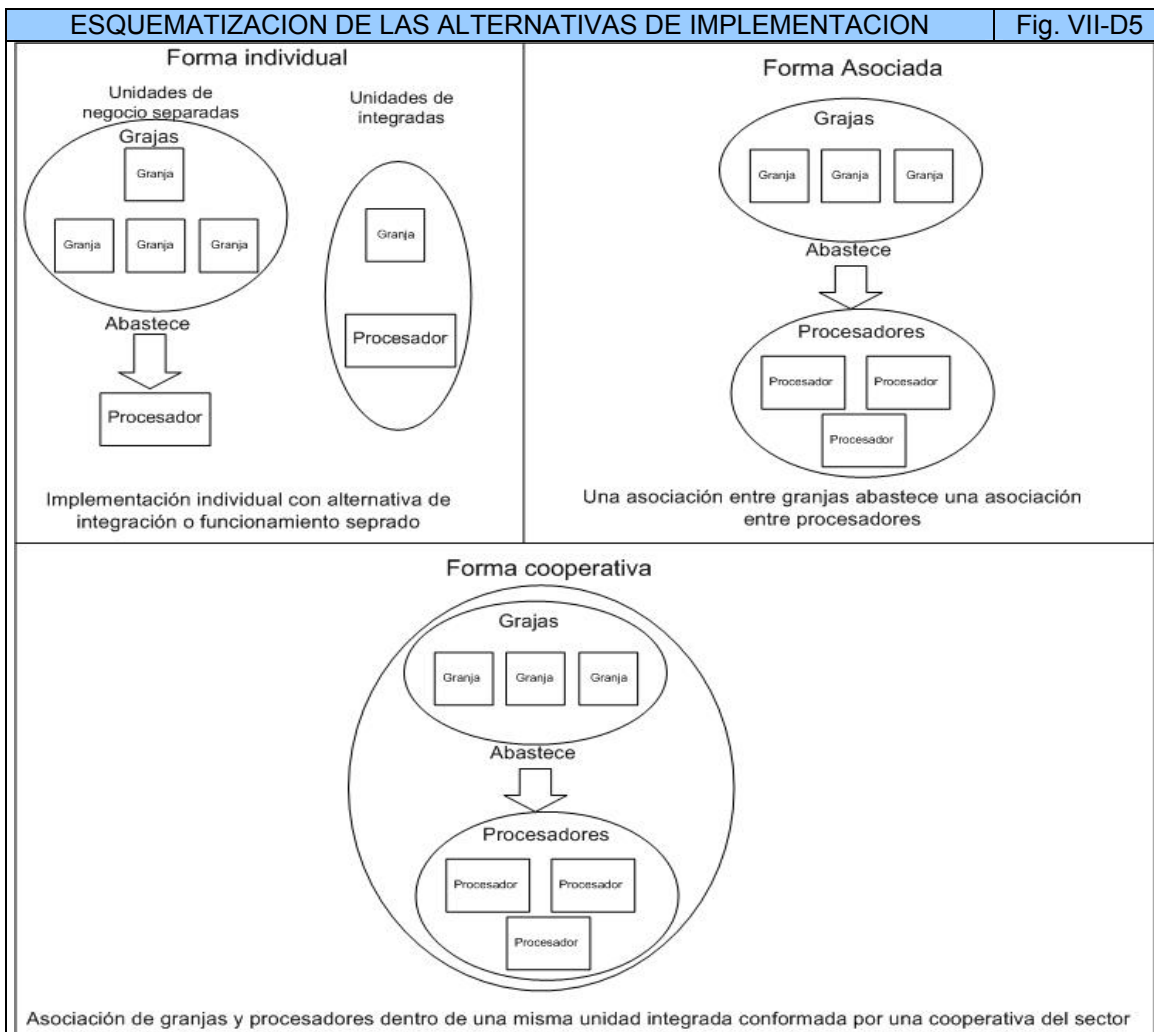 ESQUEMATIZACION DE LAS ALTERNATIVAS DE IMPLEMENTACION
Fig. VII-D5
Forma individual
Unidades de
negocio separadas
Grajas
Granja
Granja
Granja
Granja
Abastece
Procesador
Unidades de
integradas
Granja
Procesador
Implementación individual con alternativa de
integración o funcionamiento seprado
Forma Asociada
Grajas
Granja
Granja
Granja
Abastece
Procesadores
Procesador
Procesador
Procesador
Una asociación entre granjas abastece una asociación
entre procesadores
Forma cooperativa
Grajas
Granja
Granja
Granja
Abastece
Procesadores
Procesador
Procesador
Procesador
Asociación de granjas y procesadores dentro de una misma unidad integrada conformada por una cooperativa del sector